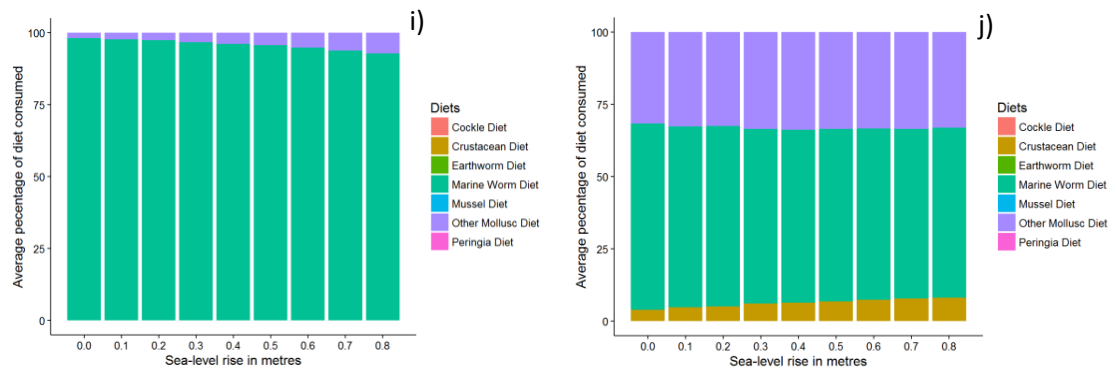 i)
Average pecentage of diet consumed
100
75
50
25
0
0.0 0.1 0.2 0.3 0.4 0.5 0.6 0.7 0.8
Sea-level rise in metres
Diets
Cockle Diet
Crustacean Diet
Earthworm Diet
Marine Worm Diet
Mussel Diet
Other Mollusc Diet
Peringia Diet
j)
Average pecentage of diet consumed
100
75
50
25
0
0.0 0.1 0.2 0.3 0.4 0.5 0.6 0.7 0.8
Sea-level rise in metres
Diets
Cockle Diet
Crustacean Diet
Earthworm Diet
Marine Worm Diet
Mussel Diet
Other Mollusc Diet
Peringia Diet